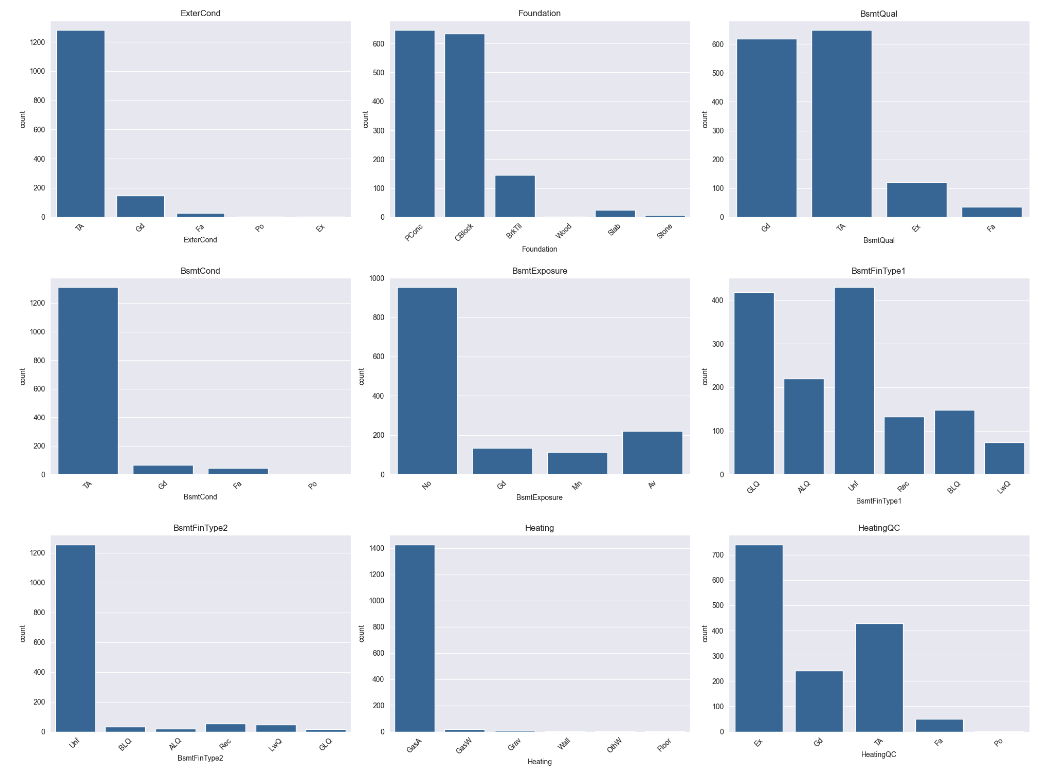 ExterCond
Foundation
BsmtQual
count
1200
1000
800
600
400
200
0
TA Gd Fa Po Ex
ExterCond
count
600
500
400
300
200
100
0
PConc CBlock BrkTil Wood Slab Stone
Foundation
count
700
600
500
400
300
200
100
0
Gd TA Ex Fa
BsmtQual
BsmtCond
BsmtExposure
BsmtFinType1
count
1200
1000
800
600
400
200
0
TA Gd Fa Po
BsmtCond
count
1000
800
600
400
200
0
No Gd Mn Av
BsmtExposure
count
400
300
200
100
0
GLQ ALQ Unf Rec BLQ LwQ
BsmtFinType1
BsmtFinType2
Heating
HeatingQC
count
1200
1000
800
600
400
200
0
Unf BLQ ALQ Rec LwQ GLQ
BsmtFinType2
count
1400
1200
1000
800
600
400
200
0
GasA GasW Grav Wall OthW Floor
Heating
count
700
600
500
400
300
200
100
0
Ex Gd TA Fa Po
HeatingQC